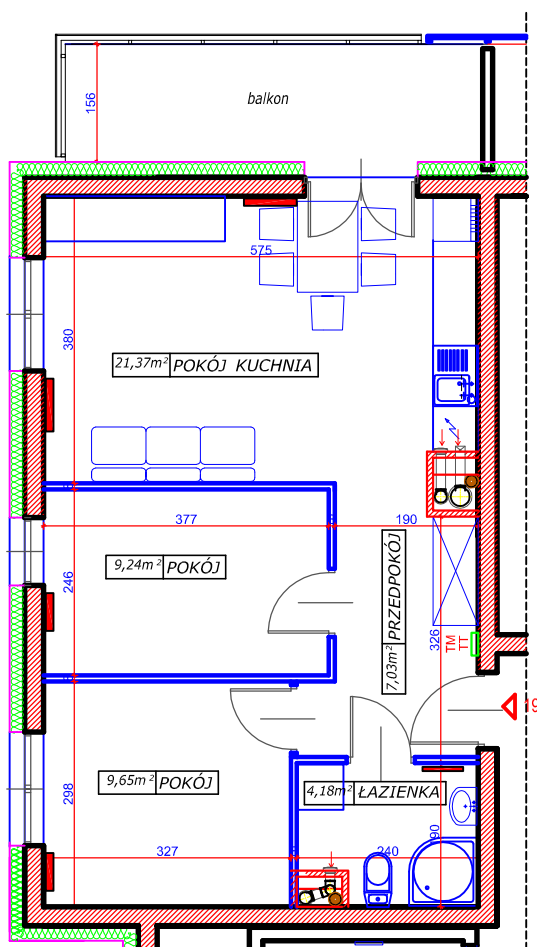 balkon
156
575
380
21,37m² POKÓJ KUCHNIA
377
190
9,24m² POKÓJ
246
7,03m² PRZEDPOKÓJ
326
TM
TT
19
9,65m² POKÓJ
298
4,18m² ŁAZIENKA
327
240